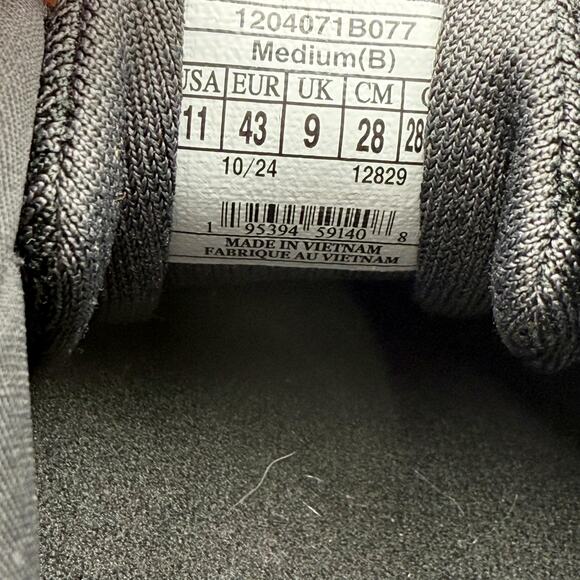 1204071B077
Medium(B)
USA EUR UK CM
11 43 9 28 28
10/24 12829
1 95394 59140 8
MADE IN VIETNAM
FABRIQUE AU VIETNAM